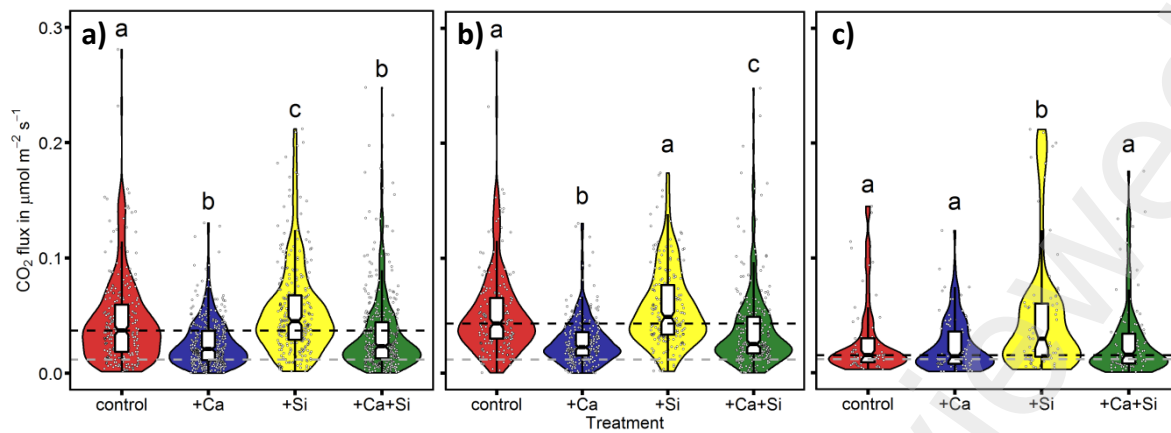 a)
b)
c)
CO₂ flux in μmol m⁻² s⁻¹
0.3
0.2
0.1
0.0
a
b
c
b
a
b
a
c
a
a
b
a
control +Ca +Si +Ca+Si
control +Ca +Si +Ca+Si
control +Ca +Si +Ca+Si
Treatment